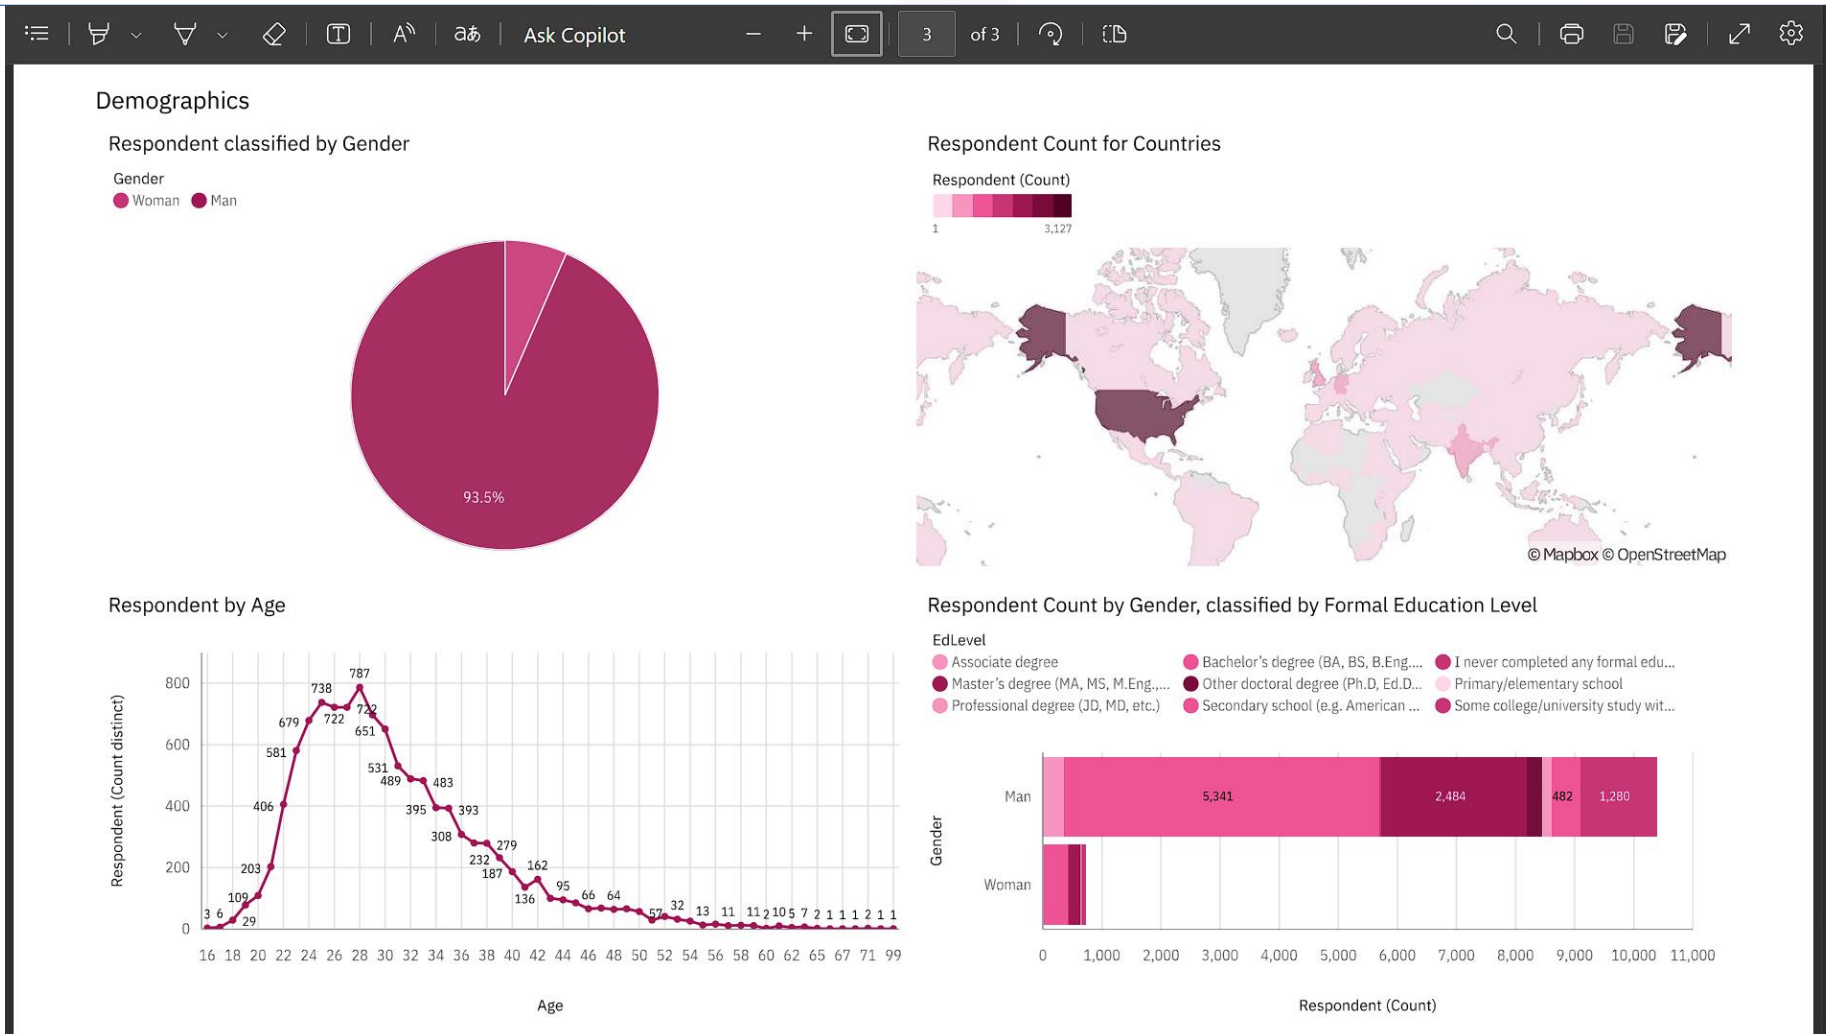 Ask Copilot
3 of 3
Demographics
Respondent classified by Gender
Gender
Woman Man
93.5%
Respondent Count for Countries
Respondent (Count)
1 3,127
© Mapbox © OpenStreetMap
Respondent by Age
Respondent (Count distinct)
800
600
400
200
0
3 6 29 109 203 406 581 679 738 722 787 722 651 531 489 483 395 393 308 279 232 187 136 162 95 66 64 57 32 13 11 11 2 10 5 7 2 1 1 1 2 1 1
16 18 20 22 24 26 28 30 32 34 36 38 40 42 44 46 48 50 52 54 56 58 60 62 65 67 71 99
Age
Respondent Count by Gender, classified by Formal Education Level
EdLevel
Associate degree Bachelor's degree (BA, BS, B.Eng.... I never completed any formal edu...
Master's degree (MA, MS, M.Eng.,... Other doctoral degree (Ph.D, Ed.D... Primary/elementary school
Professional degree (JD, MD, etc.) Secondary school (e.g. American ... Some college/university study wit...
Gender
Man 5,341 2,484 482 1,280
Woman
0 1,000 2,000 3,000 4,000 5,000 6,000 7,000 8,000 9,000 10,000 11,000
Respondent (Count)